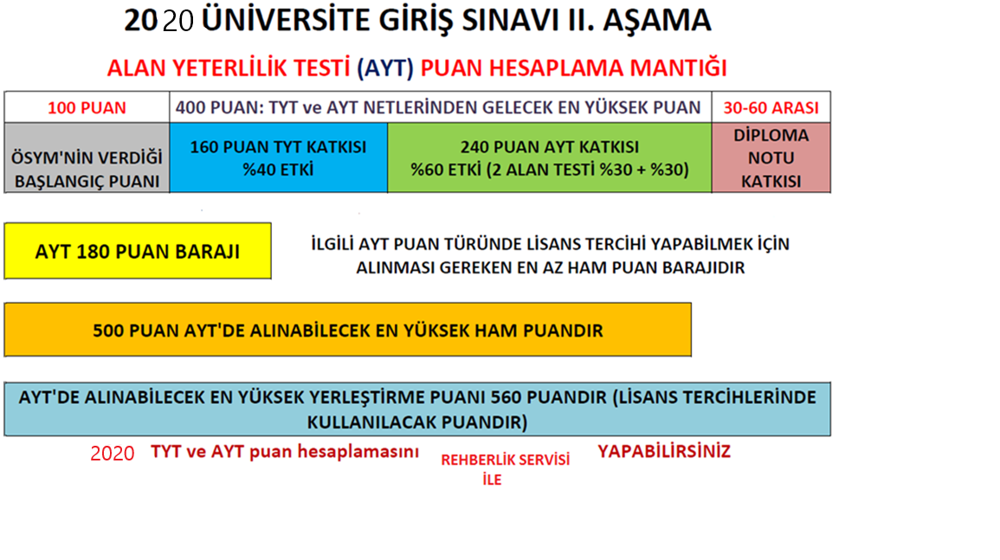 2020 ÜNİVERSİTE GİRİŞ SINAVI II. AŞAMA
ALAN YETERLİLİK TESTİ (AYT) PUAN HESAPLAMA MANTIĞI
100 PUAN
400 PUAN: TYT ve AYT NETLERİNDEN GELECEK EN YÜKSEK PUAN
30-60 ARASI
ÖSYM'NİN VERDİĞİ
BAŞLANGIÇ PUANI
160 PUAN TYT KATKISI
%40 ETKİ
240 PUAN AYT KATKISI
%60 ETKİ (2 ALAN TESTİ %30 + %30)
DİPLOMA
NOTU
KATKISI
AYT 180 PUAN BARAJI
İLGİLİ AYT PUAN TÜRÜNDE LİSANS TERCİHİ YAPABİLMEK İÇİN
ALINMASI GEREKEN EN AZ HAM PUAN BARAJIDIR
500 PUAN AYT'DE ALINABİLECEK EN YÜKSEK HAM PUANDIR
AYT'DE ALINABİLECEK EN YÜKSEK YERLEŞTİRME PUANI 560 PUANDIR (LİSANS TERCİHLERİNDE
KULLANILACAK PUANDIR)
2020 TYT ve AYT puan hesaplamasını
REHBERLİK SERVİSİ
İLE
YAPABİLİRSİNİZ